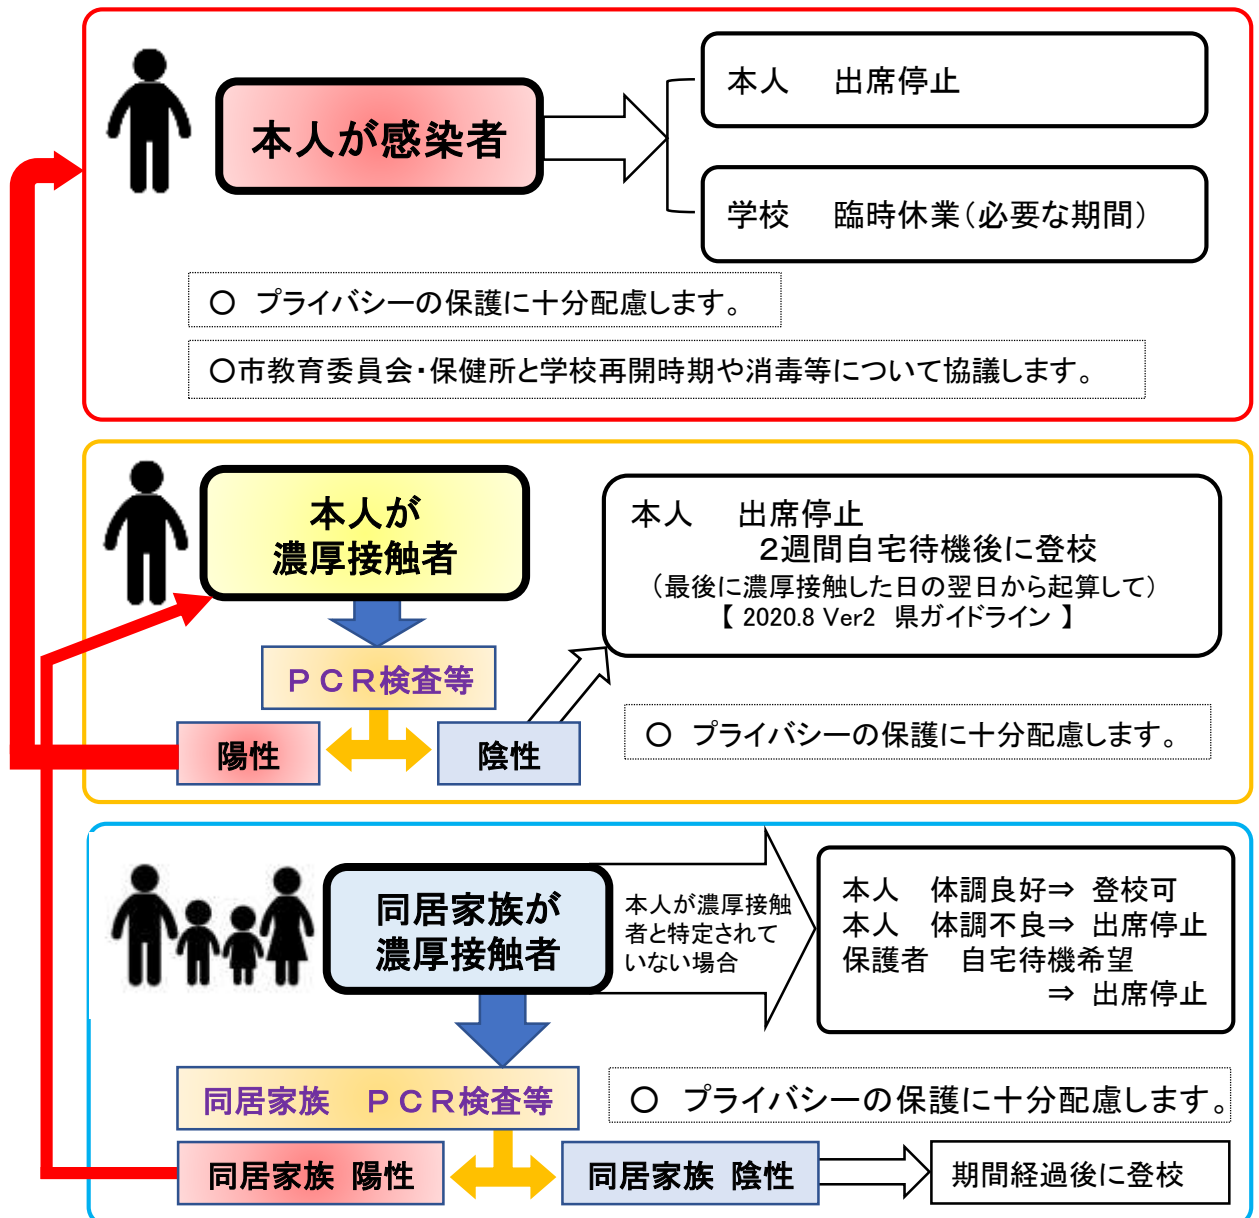 本人が感染者
本人　出席停止
学校　臨時休業（必要な期間）
○　プライバシーの保護に十分配慮します。
○市教育委員会・保健所と学校再開時期や消毒等について協議します。
本人が
濃厚接触者
本人　出席停止
２週間自宅待機後に登校
（最後に濃厚接触した日の翌日から起算して）
【 2020.8 Ver2　県ガイドライン 】
ＰＣＲ検査等
陽性
陰性
○　プライバシーの保護に十分配慮します。
同居家族が
濃厚接触者
本人が濃厚接触
者と特定されて
いない場合
本人　体調良好⇒ 登校可
本人　体調不良⇒ 出席停止
保護者　自宅待機希望
⇒ 出席停止
同居家族　ＰＣＲ検査等
○　プライバシーの保護に十分配慮します。
同居家族 陽性
同居家族 陰性
期間経過後に登校